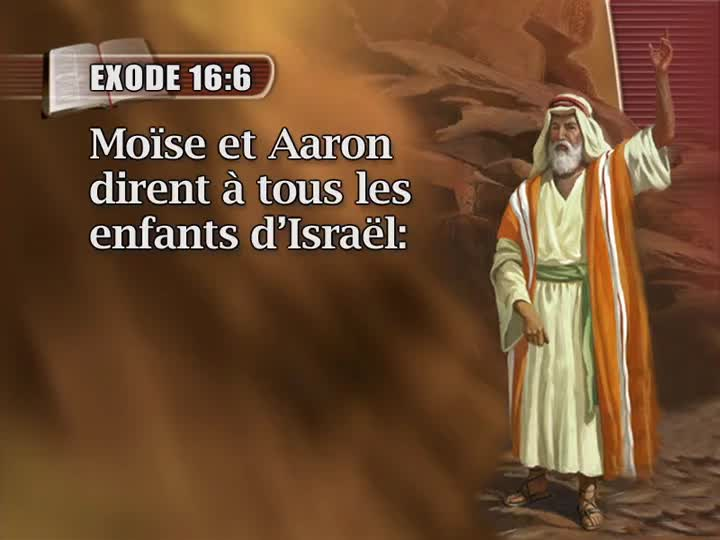 EXODE 16:6
Moïse et Aaron
dirent à tous les
enfants d’Israël: